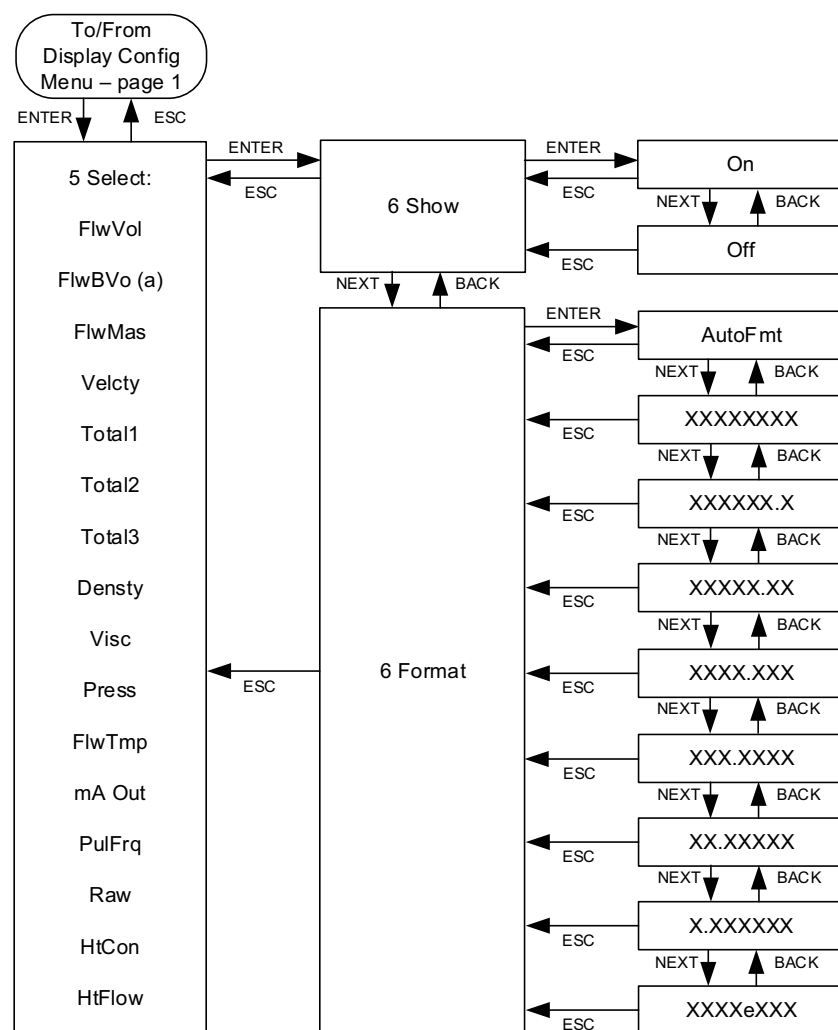 To/From
Display Config
Menu – page 1
ENTER
ESC
5 Select:
FlwVol
FlwBVo (a)
FlwMas
Velcty
Total1
Total2
Total3
Densty
Visc
Press
FlwTmp
mA Out
PulFrq
Raw
HtCon
HtFlow
ENTER
ESC
6 Show
ENTER
ESC
On
NEXT
BACK
ESC
Off
NEXT
BACK
ESC
6 Format
ENTER
ESC
AutoFmt
NEXT
BACK
ESC
XXXXXXXX
NEXT
BACK
ESC
XXXXXX.X
NEXT
BACK
ESC
XXXXX.XX
NEXT
BACK
ESC
XXXX.XXX
NEXT
BACK
ESC
XXX.XXXX
NEXT
BACK
ESC
XX.XXXXX
NEXT
BACK
ESC
X.XXXXXX
NEXT
BACK
ESC
XXXXeXXX